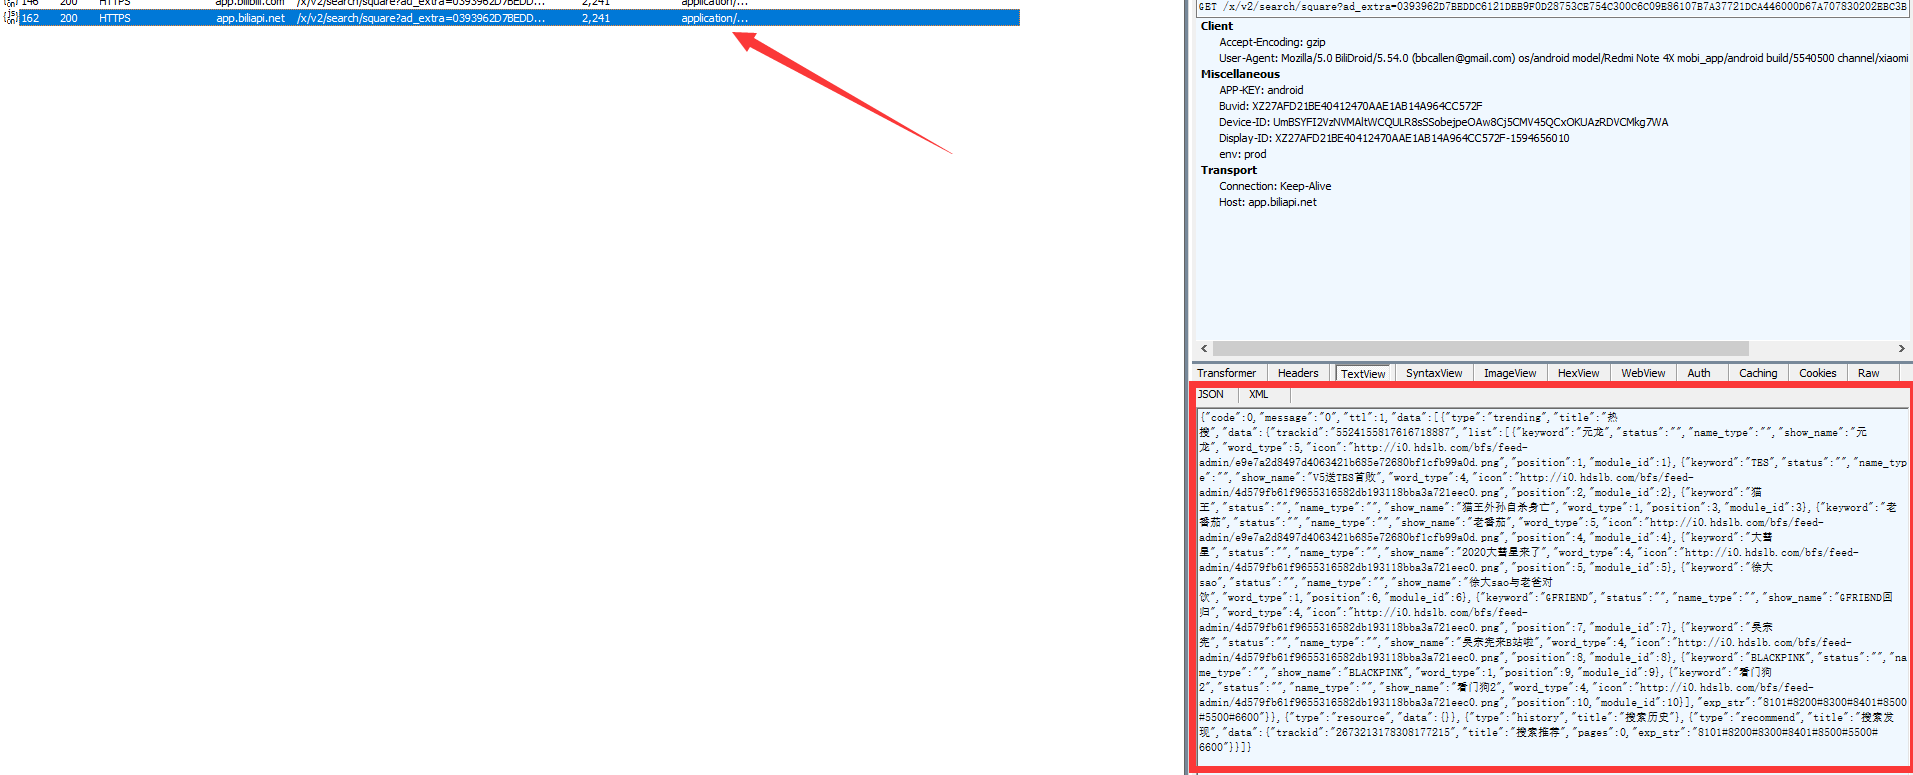 146 200 HTTPS app.bilibili.com /x/v2/search/square?ad_extra=0393962D7BEDD... 2,241 application/...
162 200 HTTPS app.biliapi.net /x/v2/search/square?ad_extra=0393962D7BEDD... 2,241 application/...
GET /x/v2/search/square?ad_extra=0393962D7BEDDC6121DEB9F0D28753CE754C300C6C09E86107B7A37721DCA446000D67A707830202EBC3B
Client
Accept-Encoding: gzip
User-Agent: Mozilla/5.0 BiliDroid/5.54.0 (bbcallen@gmail.com) os/android model/Redmi Note 4X mobi_app/android build/5540500 channel/xiaomi
Miscellaneous
APP-KEY: android
Buvid: XZ27AFD21BE40412470AAE1AB14A964CC572F
Device-ID: UmBSYFI2VzNVMAltWCQULR8sSSobejpeOAw8Cj5CMV45QCxOKUAzRDVCMkg7WA
Display-ID: XZ27AFD21BE40412470AAE1AB14A964CC572F-1594656010
env: prod
Transport
Connection: Keep-Alive
Host: app.biliapi.net
Transformer Headers TextView SyntaxView ImageView HexView WebView Auth Caching Cookies Raw
JSON XML
{"code":0,"message":"0","ttl":1,"data":[{"type":"trending","title":"热
搜","data":{"trackid":"5524155817616718887","list":[{"keyword":"元龙","status":"","name_type":"","show_name":"元
龙","word_type":5,"icon":"http://i0.hdslb.com/bfs/feed-
admin/e9e7a2d8497d4063421b685e72680bf1cfb99a0d.png","position":1,"module_id":1},{"keyword":"TES","status":"","name_typ
e":"","show_name":"V5送TES首败","word_type":4,"icon":"http://i0.hdslb.com/bfs/feed-
admin/4d579fb61f9655316582db193118bba3a721eec0.png","position":2,"module_id":2},{"keyword":"猫
王","status":"","name_type":"","show_name":"猫王外孙自杀身亡","word_type":1,"position":3,"module_id":3},{"keyword":"老
番茄","status":"","name_type":"","show_name":"老番茄","word_type":5,"icon":"http://i0.hdslb.com/bfs/feed-
admin/e9e7a2d8497d4063421b685e72680bf1cfb99a0d.png","position":4,"module_id":4},{"keyword":"大彗
星","status":"","name_type":"","show_name":"2020大彗星来了","word_type":4,"icon":"http://i0.hdslb.com/bfs/feed-
admin/4d579fb61f9655316582db193118bba3a721eec0.png","position":5,"module_id":5},{"keyword":"徐大
sao","status":"","name_type":"","show_name":"徐大sao与老爸对
饮","word_type":1,"position":6,"module_id":6},{"keyword":"GFRIEND","status":"","name_type":"","show_name":"GFRIEND回
归","word_type":4,"icon":"http://i0.hdslb.com/bfs/feed-
admin/4d579fb61f9655316582db193118bba3a721eec0.png","position":7,"module_id":7},{"keyword":"吴宗
宪","status":"","name_type":"","show_name":"吴宗宪来B站啦","word_type":4,"icon":"http://i0.hdslb.com/bfs/feed-
admin/4d579fb61f9655316582db193118bba3a721eec0.png","position":8,"module_id":8},{"keyword":"BLACKPINK","status":"","na
me_type":"","show_name":"BLACKPINK","word_type":1,"position":9,"module_id":9},{"keyword":"看门狗
2","status":"","name_type":"","show_name":"看门狗2","word_type":4,"icon":"http://i0.hdslb.com/bfs/feed-
admin/4d579fb61f9655316582db193118bba3a721eec0.png","position":10,"module_id":10}],"exp_str":"8101#8200#8300#8401#8500
#5500#6600"}},{"type":"resource","data":{}},{"type":"history","title":"搜索历史"},{"type":"recommend","title":"搜索发
现","data":{"trackid":"2673213178308177215","title":"搜索推荐","pages":0,"exp_str":"8101#8200#8300#8401#8500#5500#
6600"}}]}